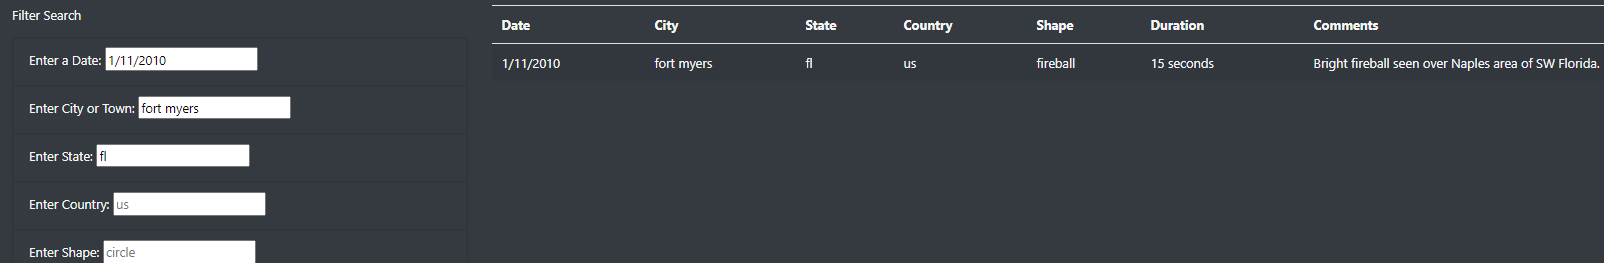 Filter Search
Enter a Date: 1/11/2010
Enter City or Town: fort myers
Enter State: fl
Enter Country: us
Enter Shape: circle
Date City State Country Shape Duration Comments
1/11/2010 fort myers fl us fireball 15 seconds Bright fireball seen over Naples area of SW Florida.